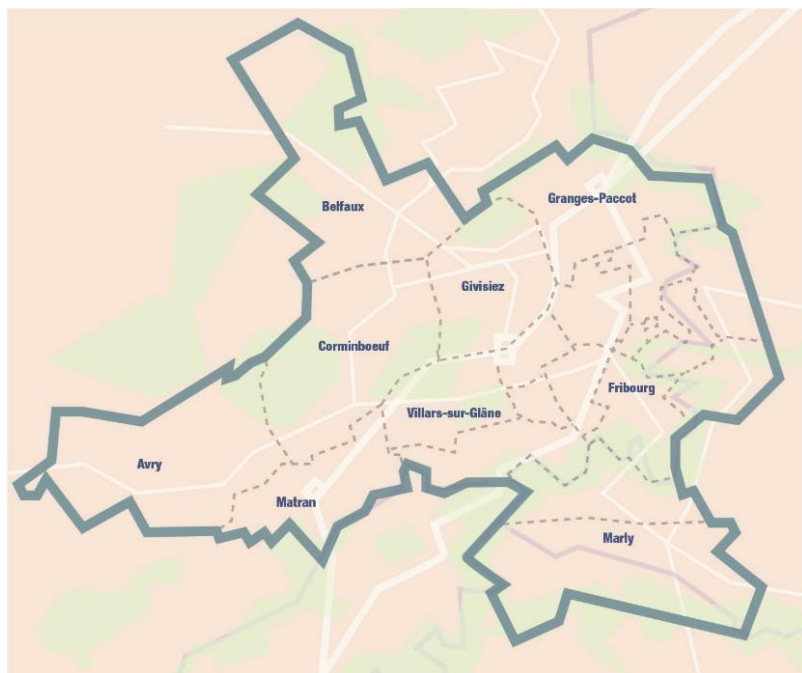 Granges-Paccot
Belfaux
Givisiez
Corminboeuf
Fribourg
Villars-sur-Glâne
Avry
Matran
Marly